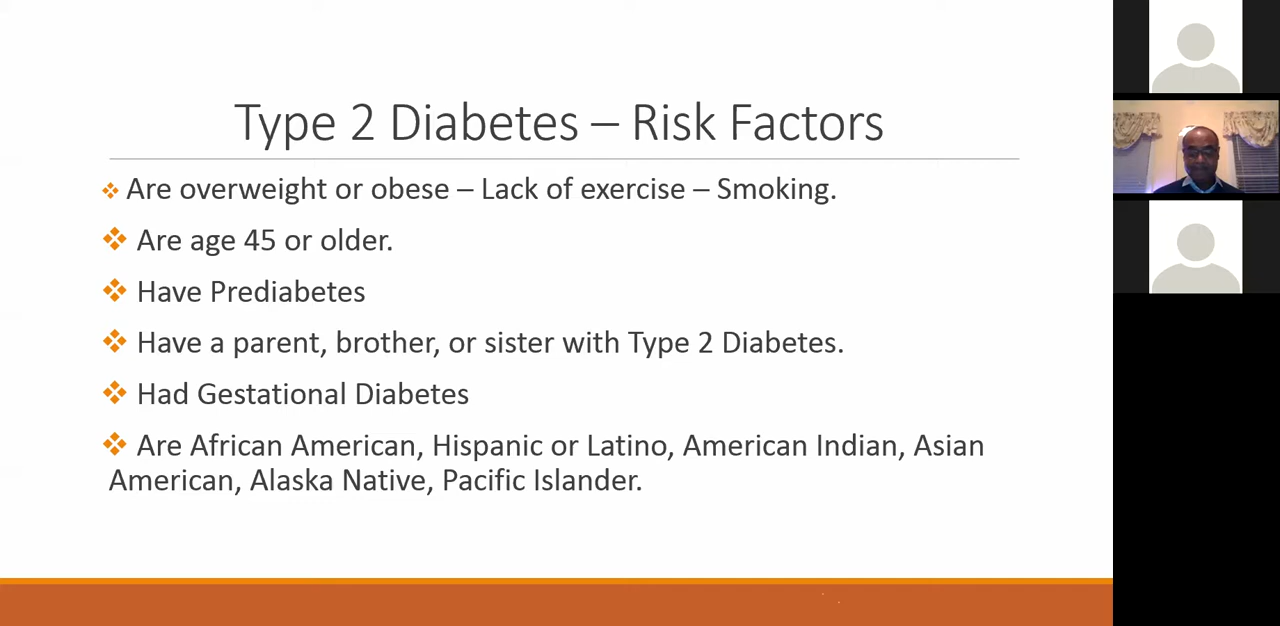 Type 2 Diabetes – Risk Factors
Are overweight or obese – Lack of exercise – Smoking.
Are age 45 or older.
Have Prediabetes
Have a parent, brother, or sister with Type 2 Diabetes.
Had Gestational Diabetes
Are African American, Hispanic or Latino, American Indian, Asian
American, Alaska Native, Pacific Islander.